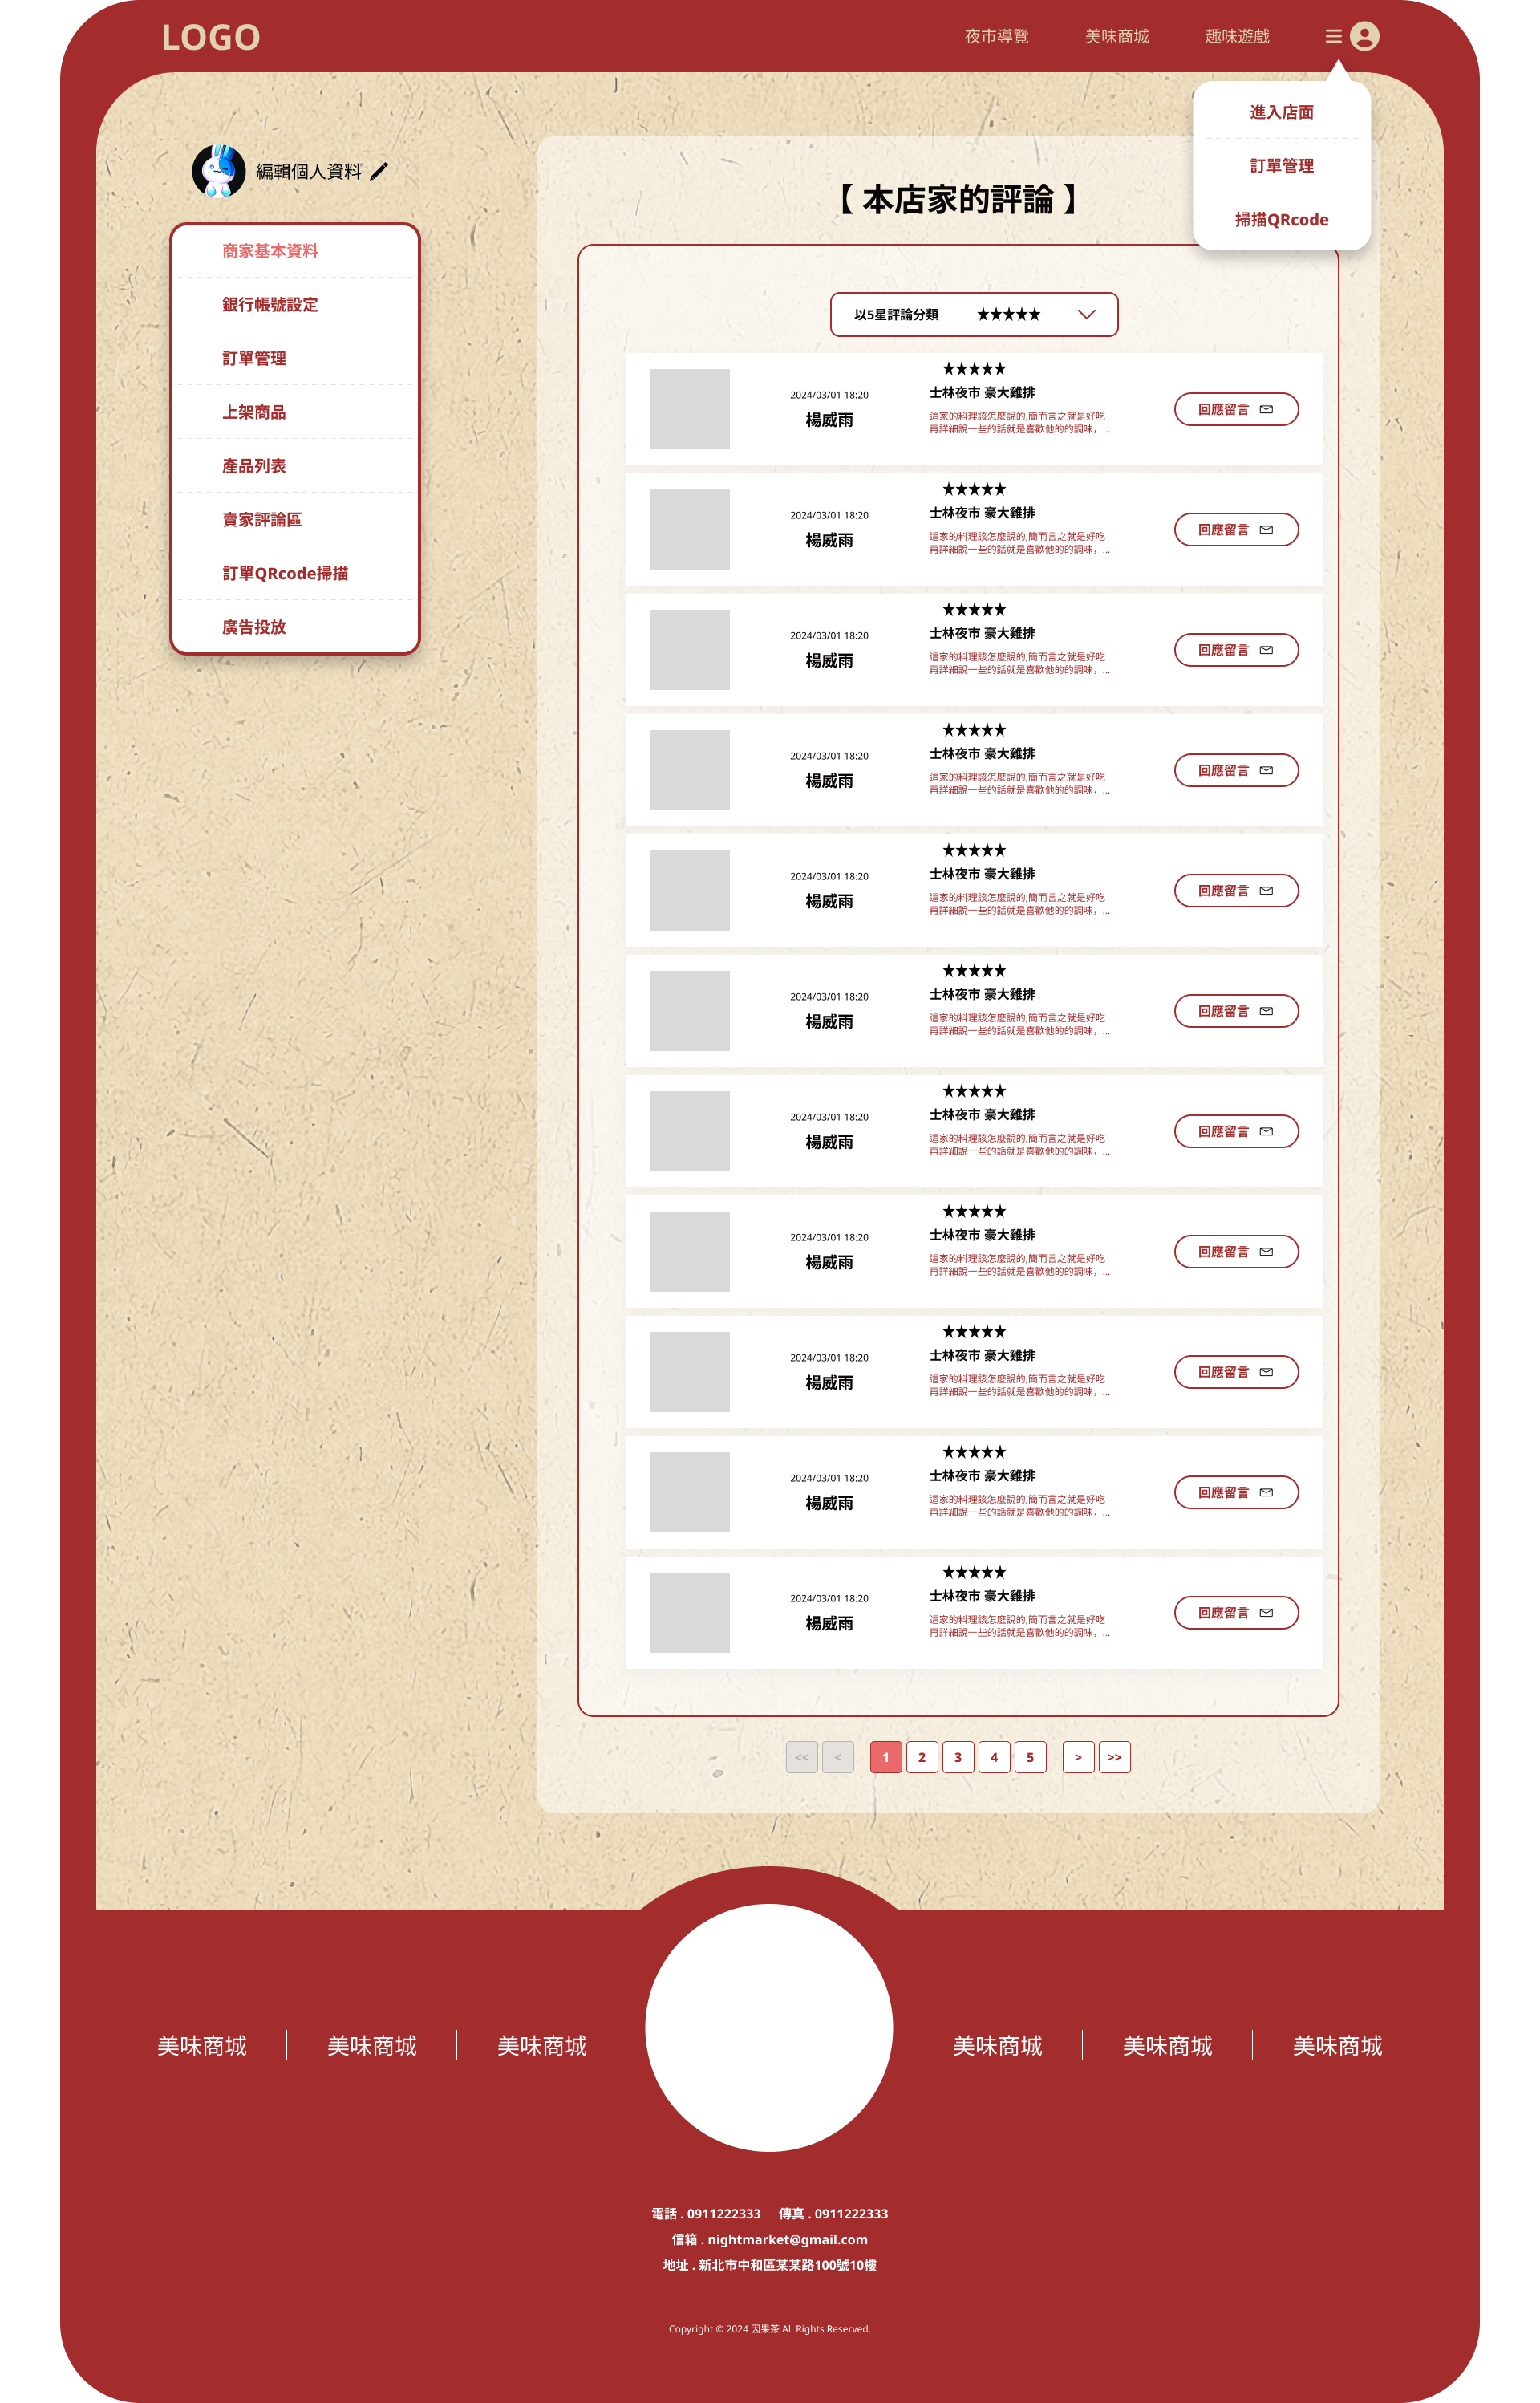 LOGO
夜市導覽
美味商城
趣味遊戲
進入店面
訂單管理
掃描QRcode
編輯個人資料
商家基本資料
銀行帳號設定
訂單管理
上架商品
產品列表
賣家評論區
訂單QRcode掃描
廣告投放
【 本店家的評論 】
以5星評論分類 ★★★★★
★★★★★
2024/03/01 18:20
楊威雨
士林夜市 豪大雞排
這家的料理該怎麼說的,簡而言之就是好吃
再詳細說一些的話就是喜歡他的的調味，...
回應留言
★★★★★
2024/03/01 18:20
楊威雨
士林夜市 豪大雞排
這家的料理該怎麼說的,簡而言之就是好吃
再詳細說一些的話就是喜歡他的的調味，...
回應留言
★★★★★
2024/03/01 18:20
楊威雨
士林夜市 豪大雞排
這家的料理該怎麼說的,簡而言之就是好吃
再詳細說一些的話就是喜歡他的的調味，...
回應留言
★★★★★
2024/03/01 18:20
楊威雨
士林夜市 豪大雞排
這家的料理該怎麼說的,簡而言之就是好吃
再詳細說一些的話就是喜歡他的的調味，...
回應留言
★★★★★
2024/03/01 18:20
楊威雨
士林夜市 豪大雞排
這家的料理該怎麼說的,簡而言之就是好吃
再詳細說一些的話就是喜歡他的的調味，...
回應留言
★★★★★
2024/03/01 18:20
楊威雨
士林夜市 豪大雞排
這家的料理該怎麼說的,簡而言之就是好吃
再詳細說一些的話就是喜歡他的的調味，...
回應留言
★★★★★
2024/03/01 18:20
楊威雨
士林夜市 豪大雞排
這家的料理該怎麼說的,簡而言之就是好吃
再詳細說一些的話就是喜歡他的的調味，...
回應留言
★★★★★
2024/03/01 18:20
楊威雨
士林夜市 豪大雞排
這家的料理該怎麼說的,簡而言之就是好吃
再詳細說一些的話就是喜歡他的的調味，...
回應留言
★★★★★
2024/03/01 18:20
楊威雨
士林夜市 豪大雞排
這家的料理該怎麼說的,簡而言之就是好吃
再詳細說一些的話就是喜歡他的的調味，...
回應留言
★★★★★
2024/03/01 18:20
楊威雨
士林夜市 豪大雞排
這家的料理該怎麼說的,簡而言之就是好吃
再詳細說一些的話就是喜歡他的的調味，...
回應留言
★★★★★
2024/03/01 18:20
楊威雨
士林夜市 豪大雞排
這家的料理該怎麼說的,簡而言之就是好吃
再詳細說一些的話就是喜歡他的的調味，...
回應留言
<< < 1 2 3 4 5 > >>
美味商城 美味商城 美味商城 美味商城 美味商城 美味商城
電話 . 0911222333 傳真 . 0911222333
信箱 . nightmarket@gmail.com
地址 . 新北市中和區某某路100號10樓
Copyright © 2024 因果茶 All Rights Reserved.